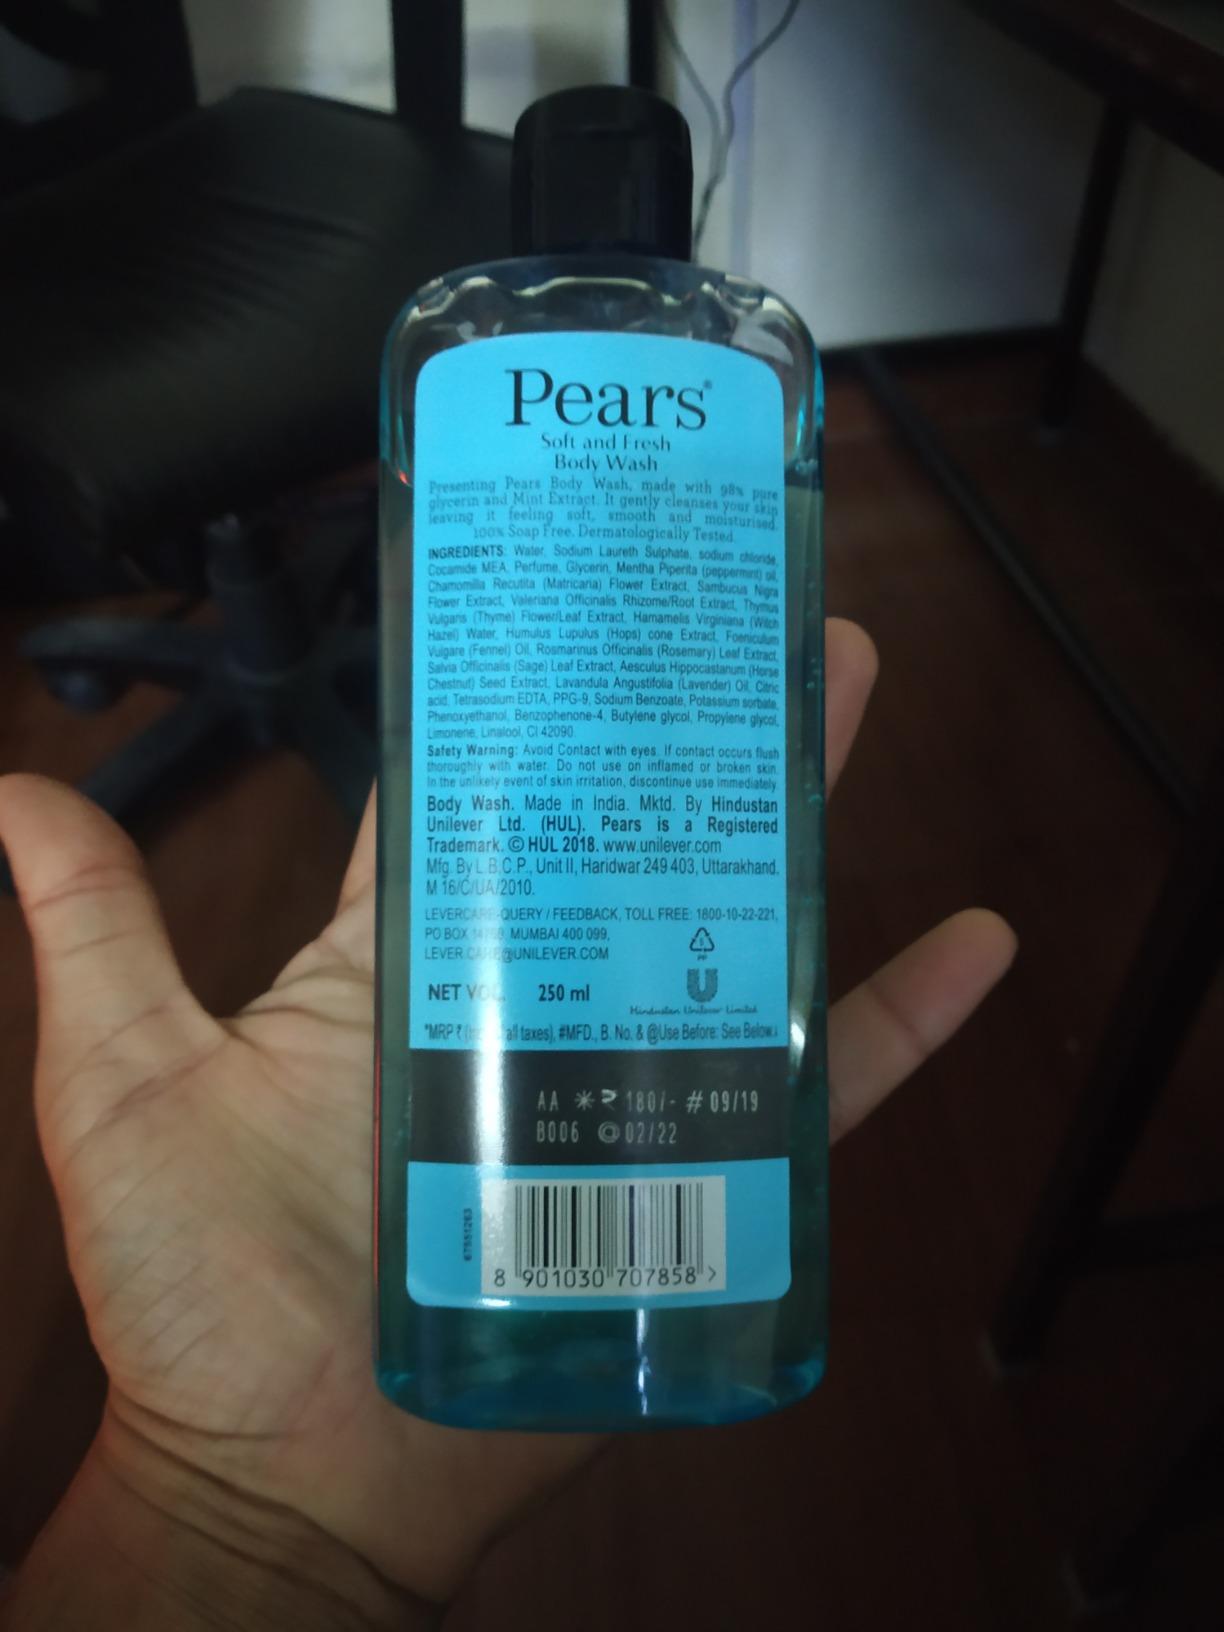 Pears®
Soft and Fresh
Body Wash
Presenting Pears Body Wash, made with 98% pure
glycerin and Mint Extract. It gently cleanses your skin
leaving it feeling soft, smooth and moisturised.
100% Soap Free. Dermatologically Tested.
INGREDIENTS: Water, Sodium Laureth Sulphate, sodium chloride,
Cocamide MEA, Perfume, Glycerin, Mentha Piperita (peppermint) oil,
Chamomilla Recutita (Matricaria) Flower Extract, Sambucus Nigra
Flower Extract, Valeriana Officinalis Rhizome/Root Extract, Thymus
Vulgaris (Thyme) Flower/Leaf Extract, Hamamelis Virginiana (Witch
Hazel) Water, Humulus Lupulus (Hops) cone Extract, Foeniculum
Vulgare (Fennel) Oil, Rosmarinus Officinalis (Rosemary) Leaf Extract,
Salvia Officinalis (Sage) Leaf Extract, Aesculus Hippocastanum (Horse
Chestnut) Seed Extract, Lavandula Angustifolia (Lavender) Oil, Citric
acid, Tetrasodium EDTA, PPG-9, Sodium Benzoate, Potassium sorbate,
Phenoxyethanol, Benzophenone-4, Butylene glycol, Propylene glycol,
Limonene, Linalool, CI 42090.
Safety Warning: Avoid Contact with eyes. If contact occurs flush
thoroughly with water. Do not use on inflamed or broken skin.
In the unlikely event of skin irritation, discontinue use immediately.
Body Wash. Made in India. Mktd. By Hindustan
Unilever Ltd. (HUL). Pears is a Registered
Trademark. © HUL 2018. www.unilever.com
Mfg. By L.B.C.P., Unit II, Haridwar 249 403, Uttarakhand.
M 16/C/UA/2010.
LEVERCARE-QUERY / FEEDBACK, TOLL FREE: 1800-10-22-221,
PO BOX MUMBAI 400 099,
LEVER.CARE@UNILEVER.COM
5
PP
NET VOL. 250 ml
Hindustan Unilever Limited
*MRP ₹ all taxes), #MFD., B. No. & @Use Before: See Below.
AA * ₹ 180/- # 09/19
B006 @ 02/22
67551263
8 901030 707858 >